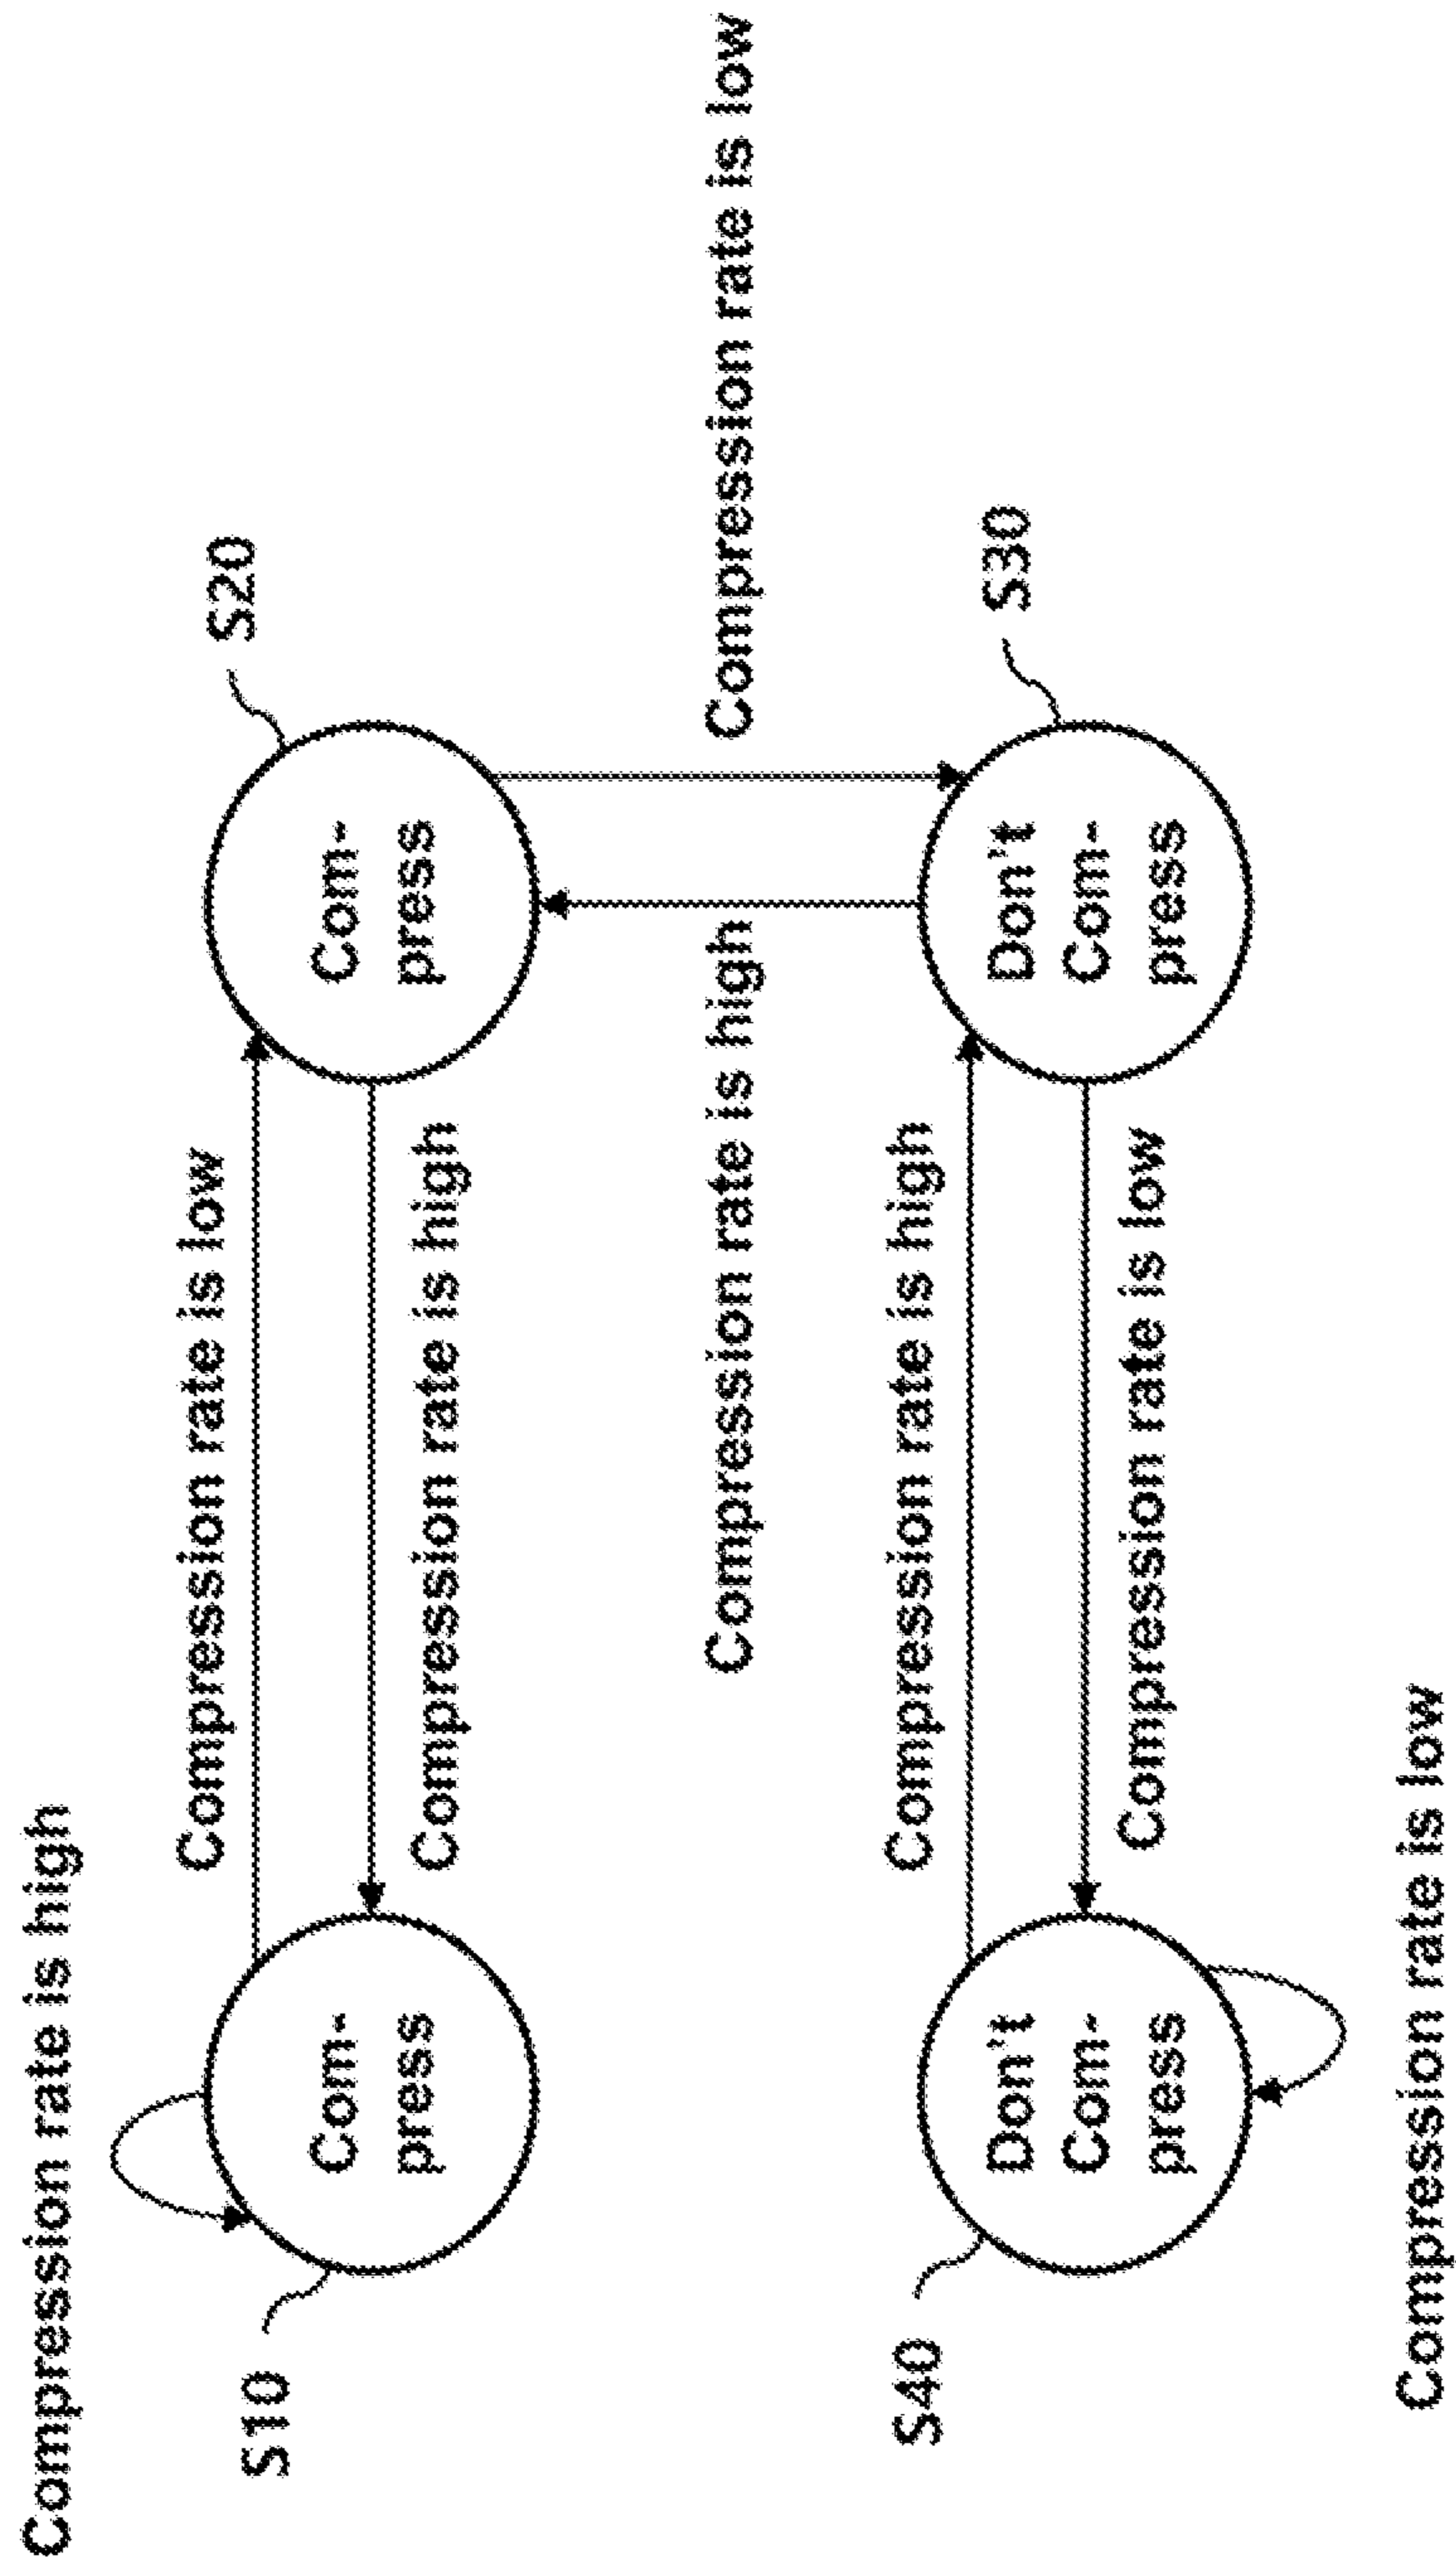 Compression rate is high
S10
Com-
press
Compression rate is low
Compression rate is high
S20
Com-
press
Compression rate is high
Compression rate is low
S40
Don't
Com-
press
Compression rate is high
Compression rate is low
S30
Don't
Com-
press
Compression rate is low